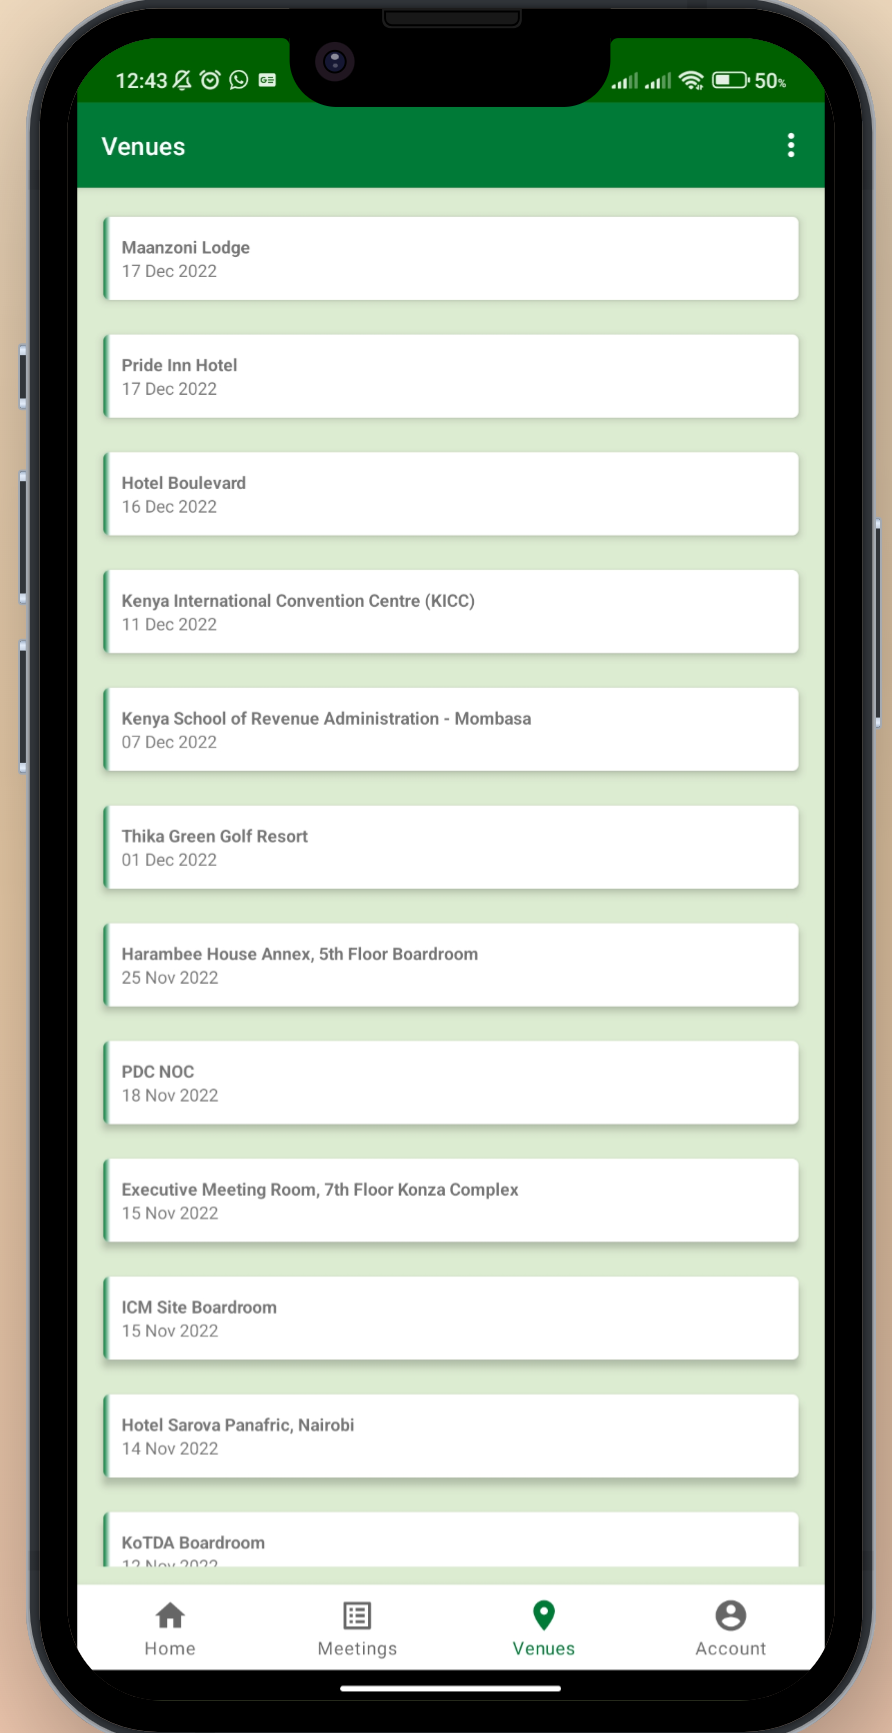 12:43 50%
Venues
Maanzoni Lodge
17 Dec 2022
Pride Inn Hotel
17 Dec 2022
Hotel Boulevard
16 Dec 2022
Kenya International Convention Centre (KICC)
11 Dec 2022
Kenya School of Revenue Administration - Mombasa
07 Dec 2022
Thika Green Golf Resort
01 Dec 2022
Harambee House Annex, 5th Floor Boardroom
25 Nov 2022
PDC NOC
18 Nov 2022
Executive Meeting Room, 7th Floor Konza Complex
15 Nov 2022
ICM Site Boardroom
15 Nov 2022
Hotel Sarova Panafric, Nairobi
14 Nov 2022
KoTDA Boardroom
12 Nov 2022
Home Meetings Venues Account